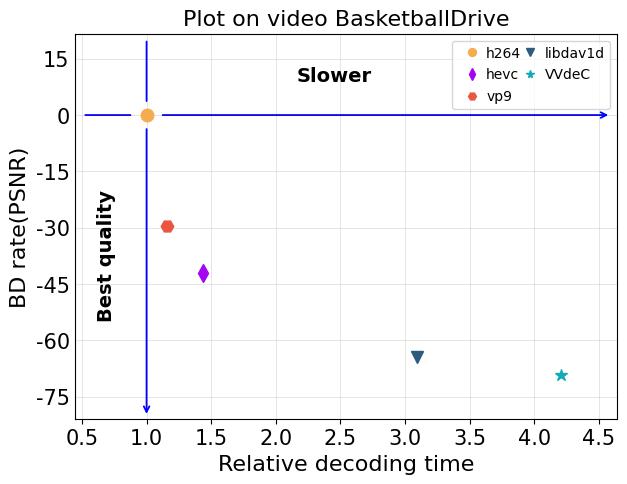 Plot on video BasketballDrive
h264
hevc
vp9
libdav1d
VVdeC
Slower
Best quality
BD rate(PSNR)
15
0
-15
-30
-45
-60
-75
0.5 1.0 1.5 2.0 2.5 3.0 3.5 4.0 4.5
Relative decoding time